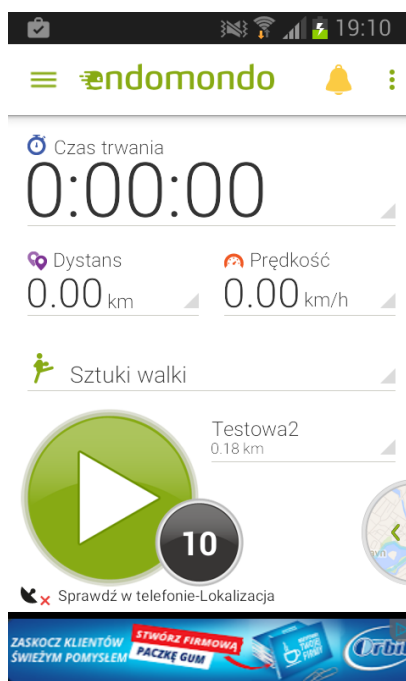 19:10
endomondo
Czas trwania
0:00:00
Dystans
0.00 km
Prędkość
0.00 km/h
Sztuki walki
Testowa2
0.18 km
10
Sprawdź w telefonie-Lokalizacja
ZASKOCZ KLIENTÓW
ŚWIEŻYM POMYSŁEM
STWÓRZ FIRMOWĄ
PACZKĘ GUM